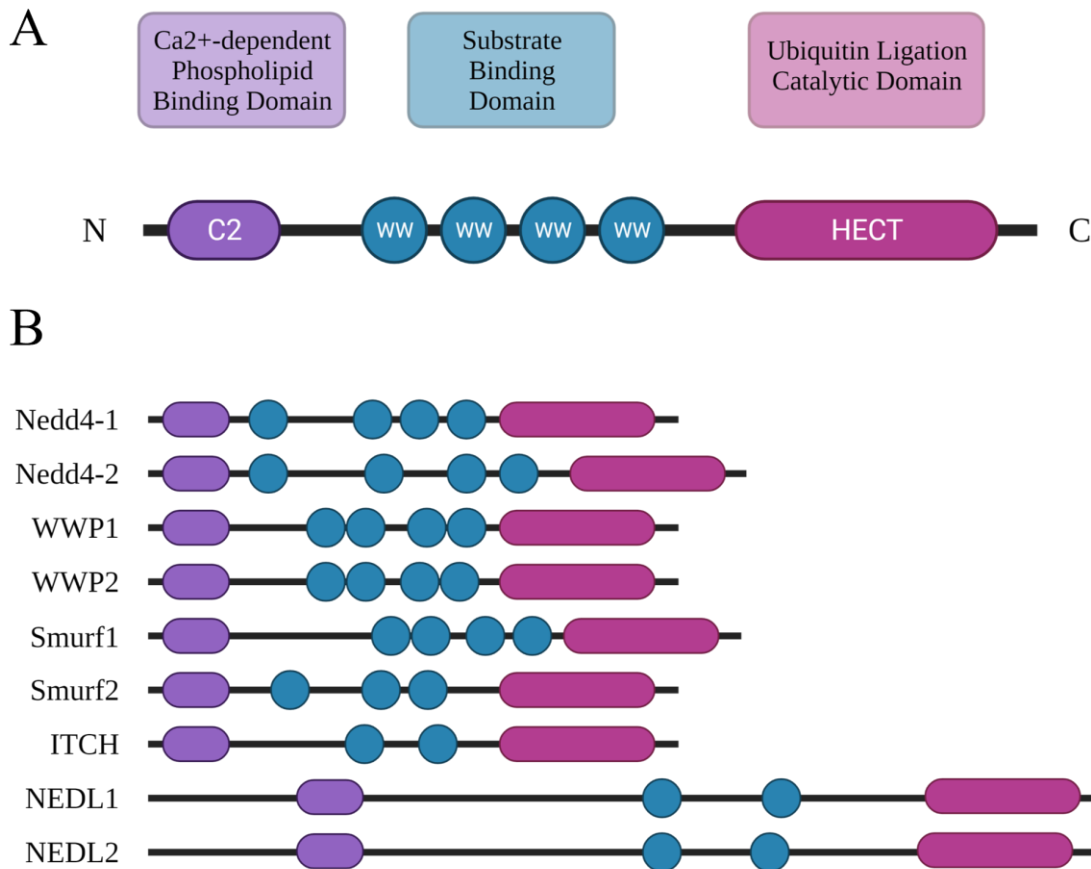 A
Ca2+-dependent
Phospholipid
Binding Domain
Substrate
Binding
Domain
Ubiquitin Ligation
Catalytic Domain
N
C2
WW
WW
WW
WW
HECT
C
B
Nedd4-1
Nedd4-2
WWP1
WWP2
Smurf1
Smurf2
ITCH
NEDL1
NEDL2